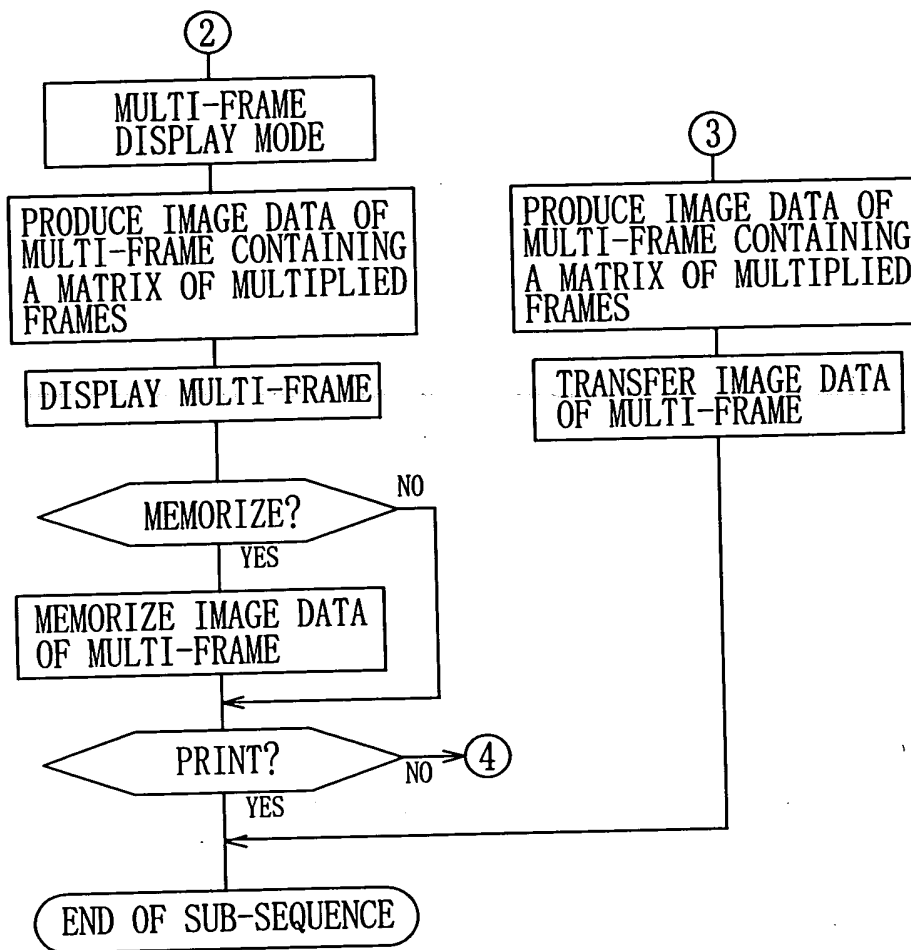 2
MULTI-FRAME
DISPLAY MODE
PRODUCE IMAGE DATA OF
MULTI-FRAME CONTAINING
A MATRIX OF MULTIPLIED
FRAMES
DISPLAY MULTI-FRAME
MEMORIZE?
NO
YES
MEMORIZE IMAGE DATA
OF MULTI-FRAME
PRINT?
NO
4
YES
END OF SUB-SEQUENCE
3
PRODUCE IMAGE DATA OF
MULTI-FRAME CONTAINING
A MATRIX OF MULTIPLIED
FRAMES
TRANSFER IMAGE DATA
OF MULTI-FRAME